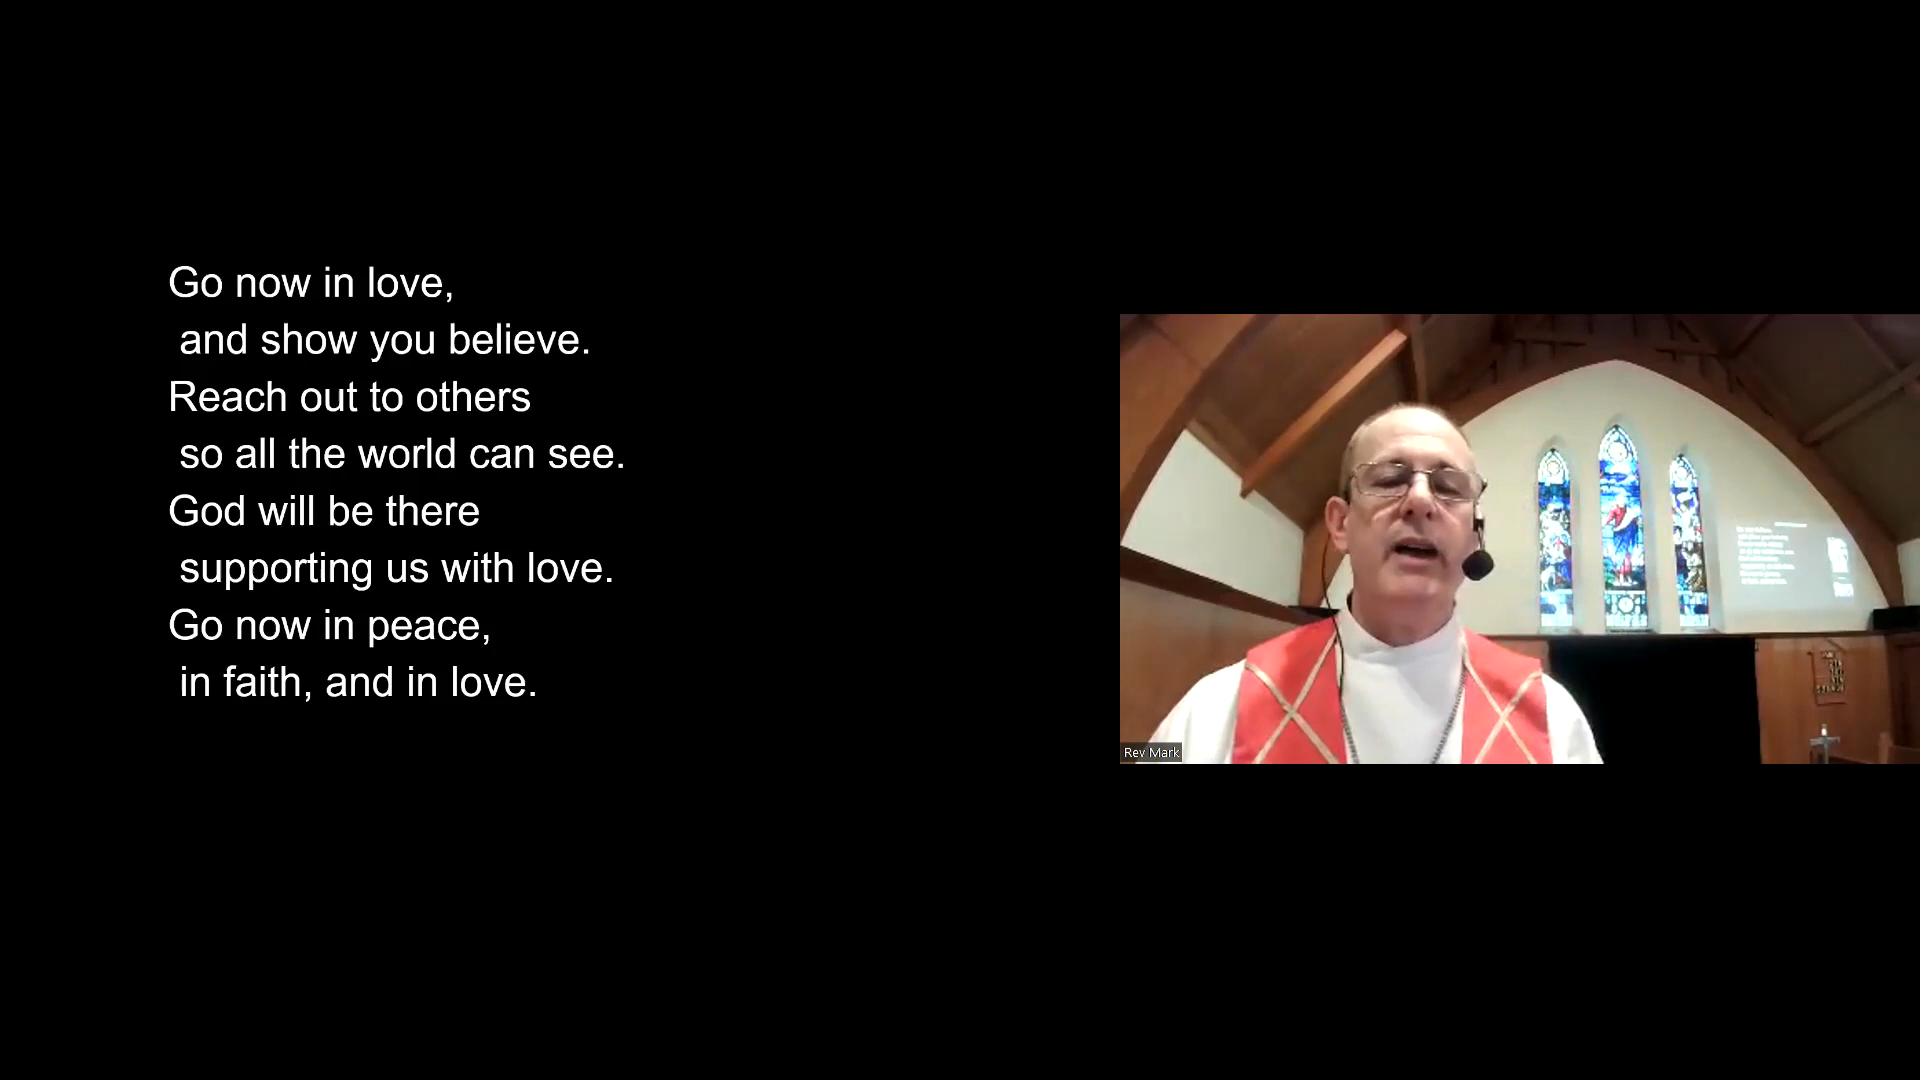 Go now in love,
and show you believe.
Reach out to others
so all the world can see.
God will be there
supporting us with love.
Go now in peace,
in faith, and in love.
Rev Mark